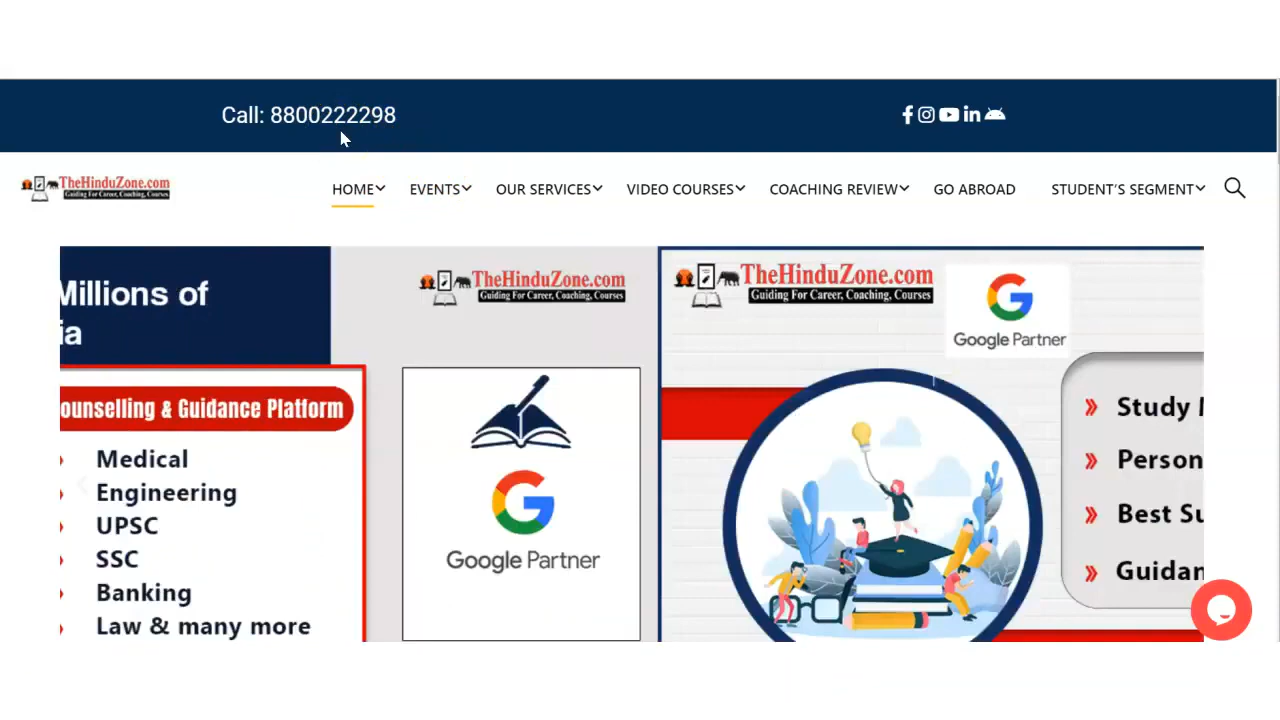 Call: 8800222298
TheHinduZone.com
Guiding For Career, Coaching, Courses
HOME EVENTS OUR SERVICES VIDEO COURSES COACHING REVIEW GO ABROAD STUDENT'S SEGMENT
Millions of
ia
ounselling & Guidance Platform
Medical
Engineering
UPSC
SSC
Banking
Law & many more
TheHinduZone.com
Guiding For Career, Coaching, Courses
Google Partner
TheHinduZone.com
Guiding For Career, Coaching, Courses
Google Partner
Study
Person
Best Su
Guidan